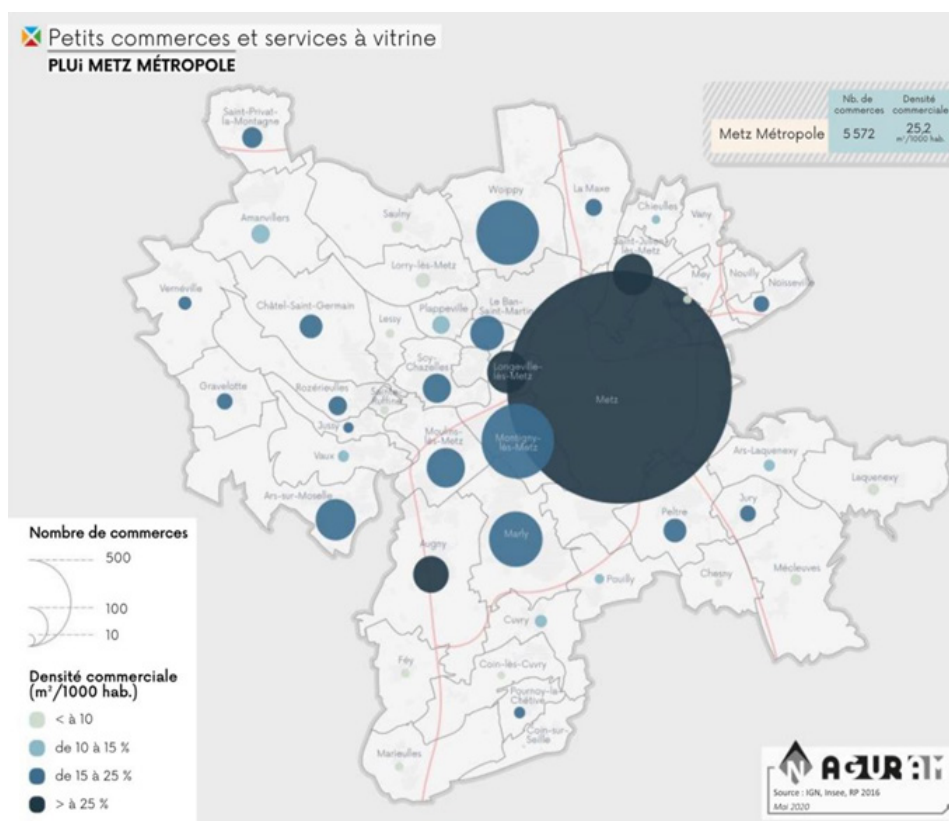 Petits commerces et services à vitrine
PLUi METZ MÉTROPOLE
Nb. de commerces
Densité commerciale
Metz Métropole
5 572
25,2
m²/1000 hab.
Saint-Privat-
la-Montagne
Woippy
La Maxe
Chieulles
Vany
Amanvillers
Saulny
Saint-Julien-
lès-Metz
Mey
Nouilly
Noisseville
Lorry-lès-Metz
Vernéville
Châtel-Saint-Germain
Lessy
Plappeville
Le Ban-
Saint-Martin
Scy-
Chazelles
Longeville-
lès-Metz
Gravelotte
Rozérieulles
Sainte-
Ruffine
Metz
Jussy
Moulins-
lès-Metz
Montigny-
lès-Metz
Vaux
Ars-Laquenexy
Laquenexy
Ars-sur-Moselle
Jury
Peltre
Marly
Augny
Pouilly
Chesny
Mécleuves
Cuvry
Féy
Coin-lès-Cuvry
Pournoy-la-
Chétive
Coin-sur-
Seille
Marieulles
Nombre de commerces
500
100
10
Densité commerciale
(m²/1000 hab.)
< à 10
de 10 à 15 %
de 15 à 25 %
> à 25 %
N
AGURAM
Source : IGN, Insee, RP 2016
Mai 2020